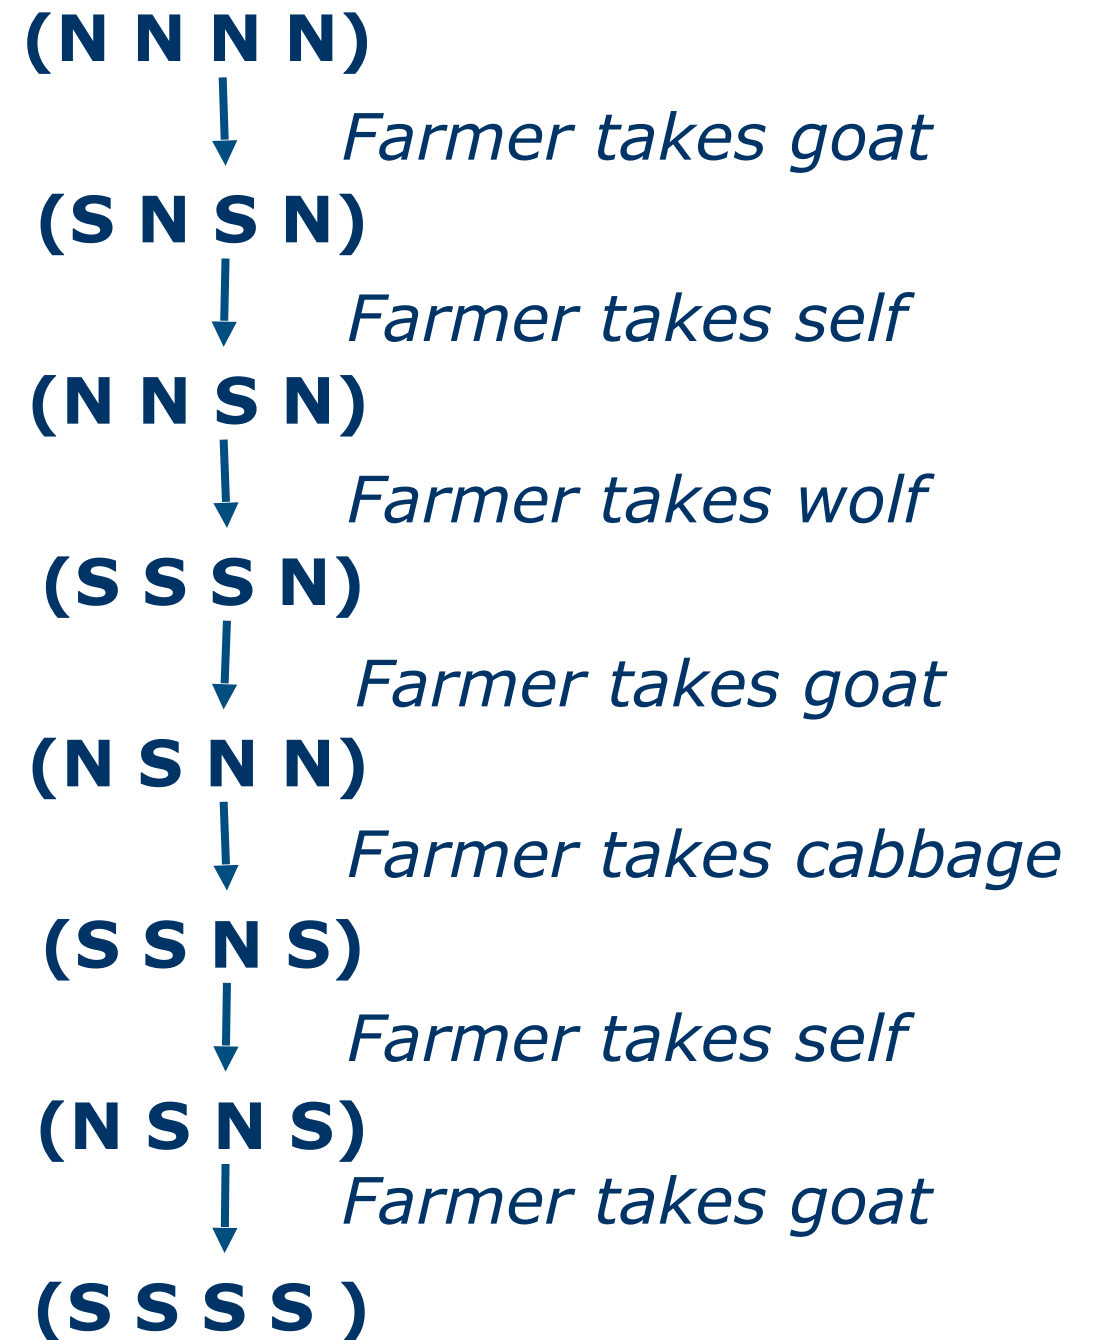 (N N N N)
Farmer takes goat
(S N S N)
Farmer takes self
(N N S N)
Farmer takes wolf
(S S S N)
Farmer takes goat
(N S N N)
Farmer takes cabbage
(S S N S)
Farmer takes self
(N S N S)
Farmer takes goat
(S S S S )